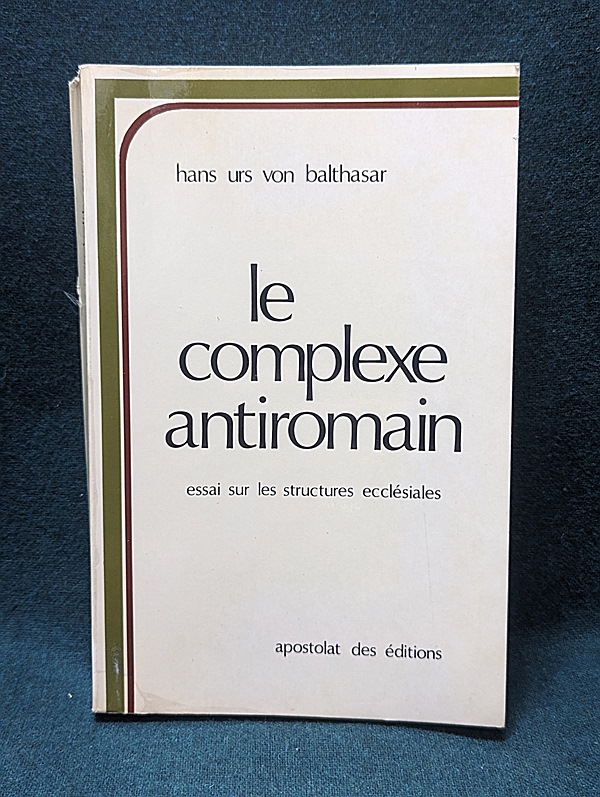 hans urs von balthasar
le
complexe
antiromain
essai sur les structures ecclésiales
apostolat des éditions